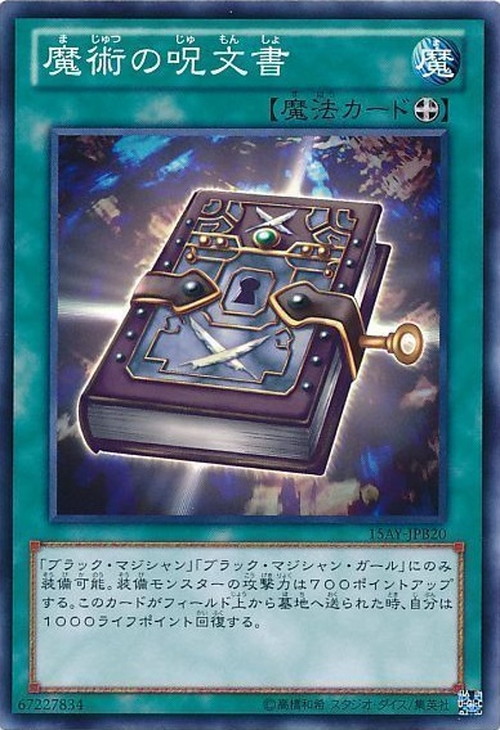 魔術の呪文書
魔
【魔法カード】
15AY-JPB20
「ブラック・マジシャン」「ブラック・マジシャン・ガール」にのみ
装備可能。装備モンスターの攻撃力は700ポイントアップ
する。このカードがフィールド上から墓地へ送られた時、自分は
1000ライフポイント回復する。
67227834
©高橋和希 スタジオ・ダイス/集英社